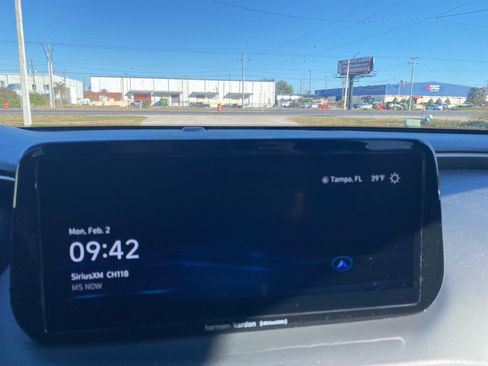 Tampa, FL 39°F
Mon, Feb. 2
09:42
SiriusXM CH118
MS NOW
harman/kardon